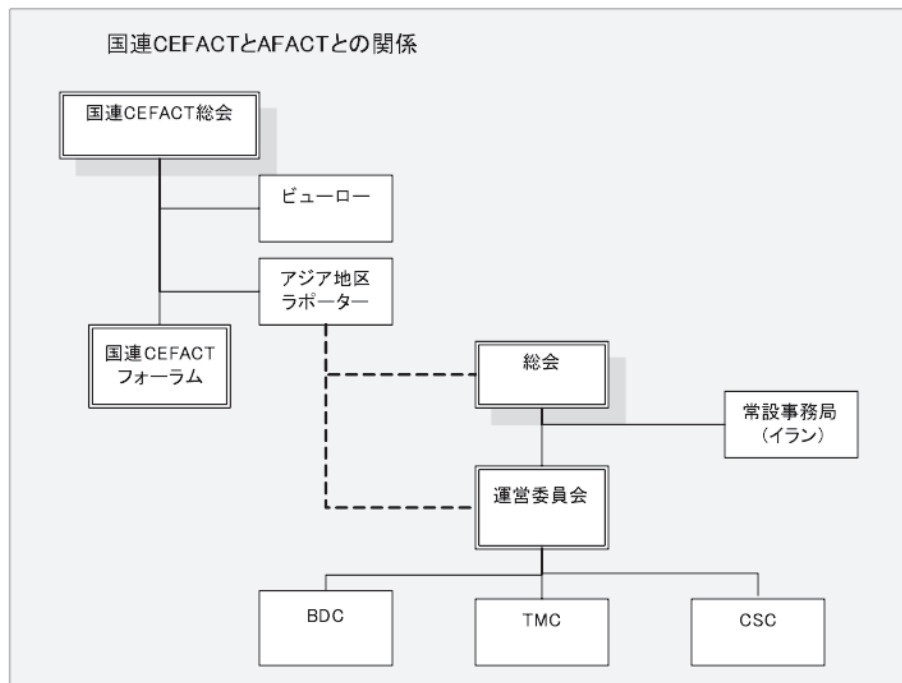 国連CEFACTとAFACTとの関係
国連CEFACT総会
ビューロー
アジア地区
ラポーター
国連CEFACT
フォーラム
総会
常設事務局
（イラン）
運営委員会
BDC
TMC
CSC